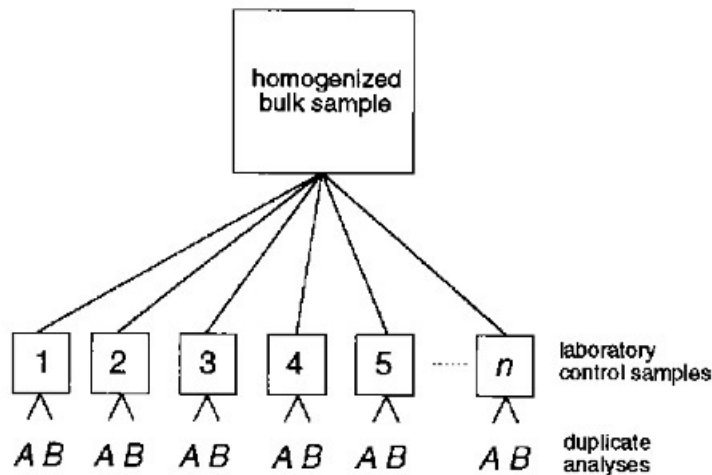 homogenized
bulk sample
1 2 3 4 5 ........ n
laboratory
control samples
A B A B A B A B A B A B
duplicate
analyses